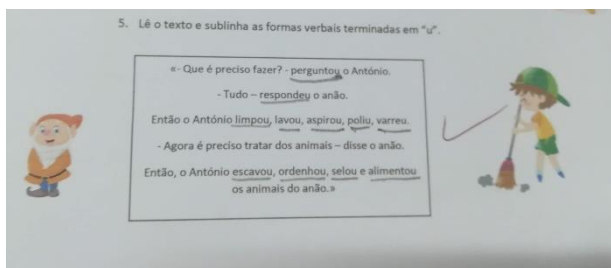 5. Lê o texto e sublinha as formas verbais terminadas em "u".
«- Que é preciso fazer? - perguntou o António.
- Tudo – respondeu o anão.
Então o António limpou, lavou, aspirou, poliu, varreu.
- Agora é preciso tratar dos animais – disse o anão.
Então, o António escavou, ordenhou, selou e alimentou
os animais do anão.»